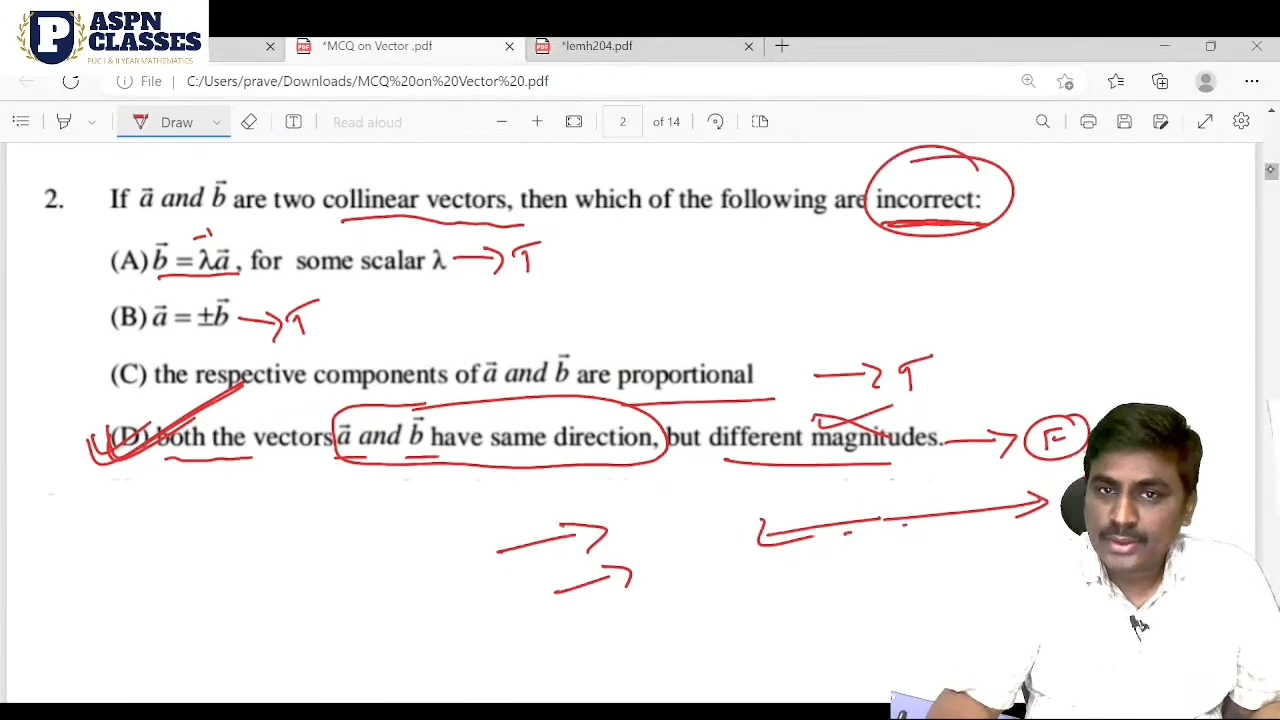 P ASPN
CLASSES
PUC I & II YEAR MATHEMATICS
*MCQ on Vector .pdf
*lemh204.pdf
File C:/Users/prave/Downloads/MCQ%20on%20Vector%20.pdf
Draw
Read aloud
2 of 14
2. If a⃗ and b⃗ are two collinear vectors, then which of the following are incorrect:
(A) b⃗ = λa⃗ , for some scalar λ → T
(B) a⃗ = ±b⃗ → T
(C) the respective components of a⃗ and b⃗ are proportional → T
(D) both the vectors a⃗ and b⃗ have same direction, but different magnitudes. → F